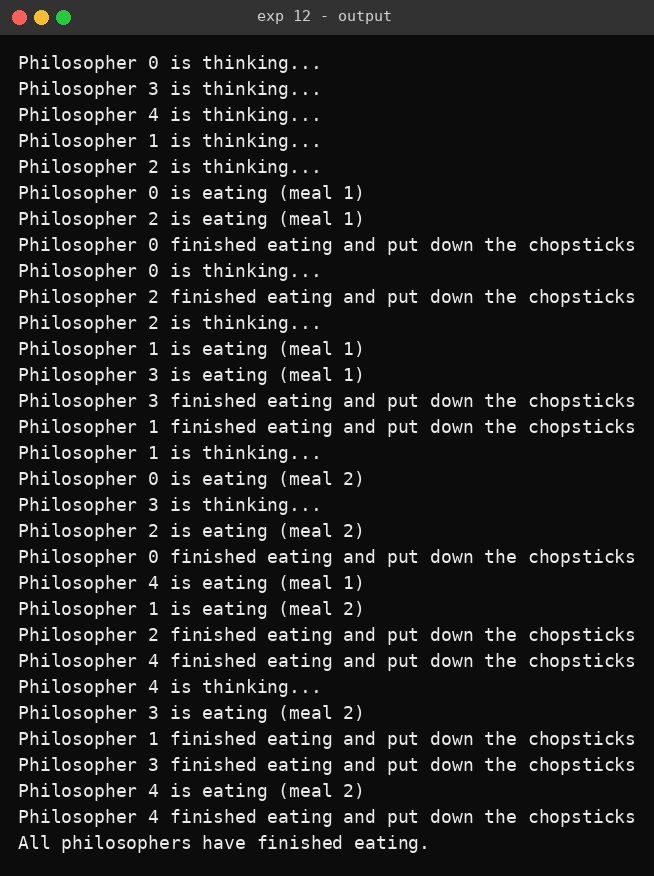 exp 12 - output
Philosopher 0 is thinking...
Philosopher 3 is thinking...
Philosopher 4 is thinking...
Philosopher 1 is thinking...
Philosopher 2 is thinking...
Philosopher 0 is eating (meal 1)
Philosopher 2 is eating (meal 1)
Philosopher 0 finished eating and put down the chopsticks
Philosopher 0 is thinking...
Philosopher 2 finished eating and put down the chopsticks
Philosopher 2 is thinking...
Philosopher 1 is eating (meal 1)
Philosopher 3 is eating (meal 1)
Philosopher 3 finished eating and put down the chopsticks
Philosopher 1 finished eating and put down the chopsticks
Philosopher 1 is thinking...
Philosopher 0 is eating (meal 2)
Philosopher 3 is thinking...
Philosopher 2 is eating (meal 2)
Philosopher 0 finished eating and put down the chopsticks
Philosopher 4 is eating (meal 1)
Philosopher 1 is eating (meal 2)
Philosopher 2 finished eating and put down the chopsticks
Philosopher 4 finished eating and put down the chopsticks
Philosopher 4 is thinking...
Philosopher 3 is eating (meal 2)
Philosopher 1 finished eating and put down the chopsticks
Philosopher 3 finished eating and put down the chopsticks
Philosopher 4 is eating (meal 2)
Philosopher 4 finished eating and put down the chopsticks
All philosophers have finished eating.